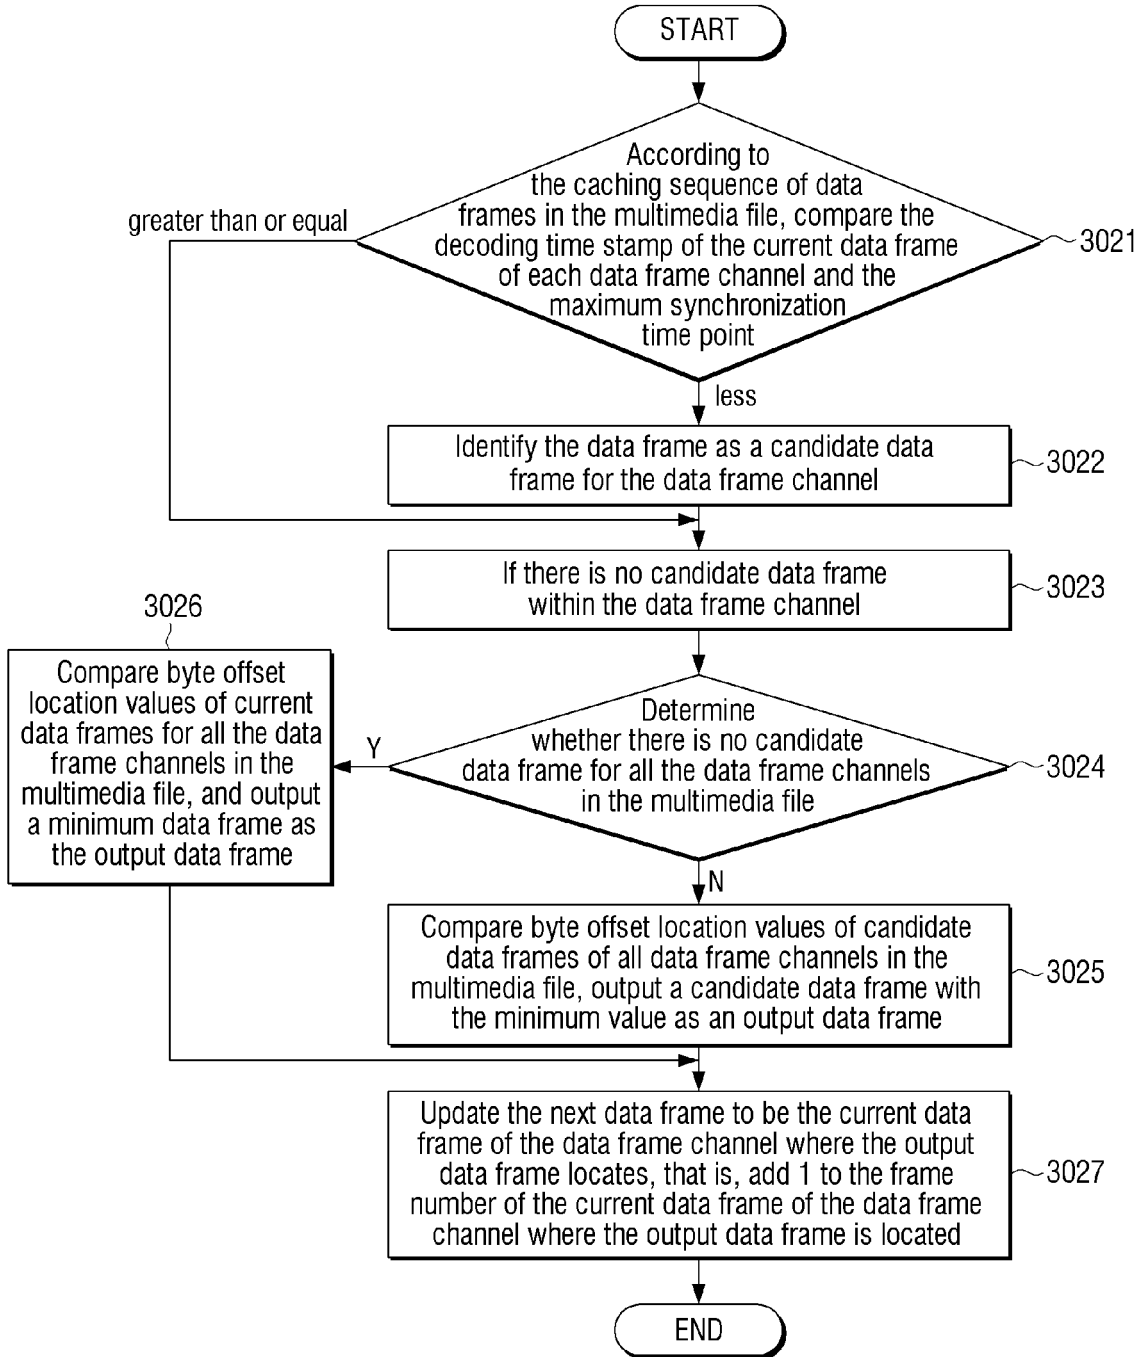 START
According to
the caching sequence of data
frames in the multimedia file, compare the
decoding time stamp of the current data frame
of each data frame channel and the
maximum synchronization
time point
3021
greater than or equal
less
Identify the data frame as a candidate data
frame for the data frame channel
3022
If there is no candidate data frame
within the data frame channel
3023
Determine
whether there is no candidate
data frame for all the data frame channels
in the multimedia file
3024
Y
3026
Compare byte offset
location values of current
data frames for all the data
frame channels in the
multimedia file, and output
a minimum data frame as
the output data frame
N
Compare byte offset location values of candidate
data frames of all data frame channels in the
multimedia file, output a candidate data frame with
the minimum value as an output data frame
3025
Update the next data frame to be the current data
frame of the data frame channel where the output
data frame locates, that is, add 1 to the frame
number of the current data frame of the data frame
channel where the output data frame is located
3027
END